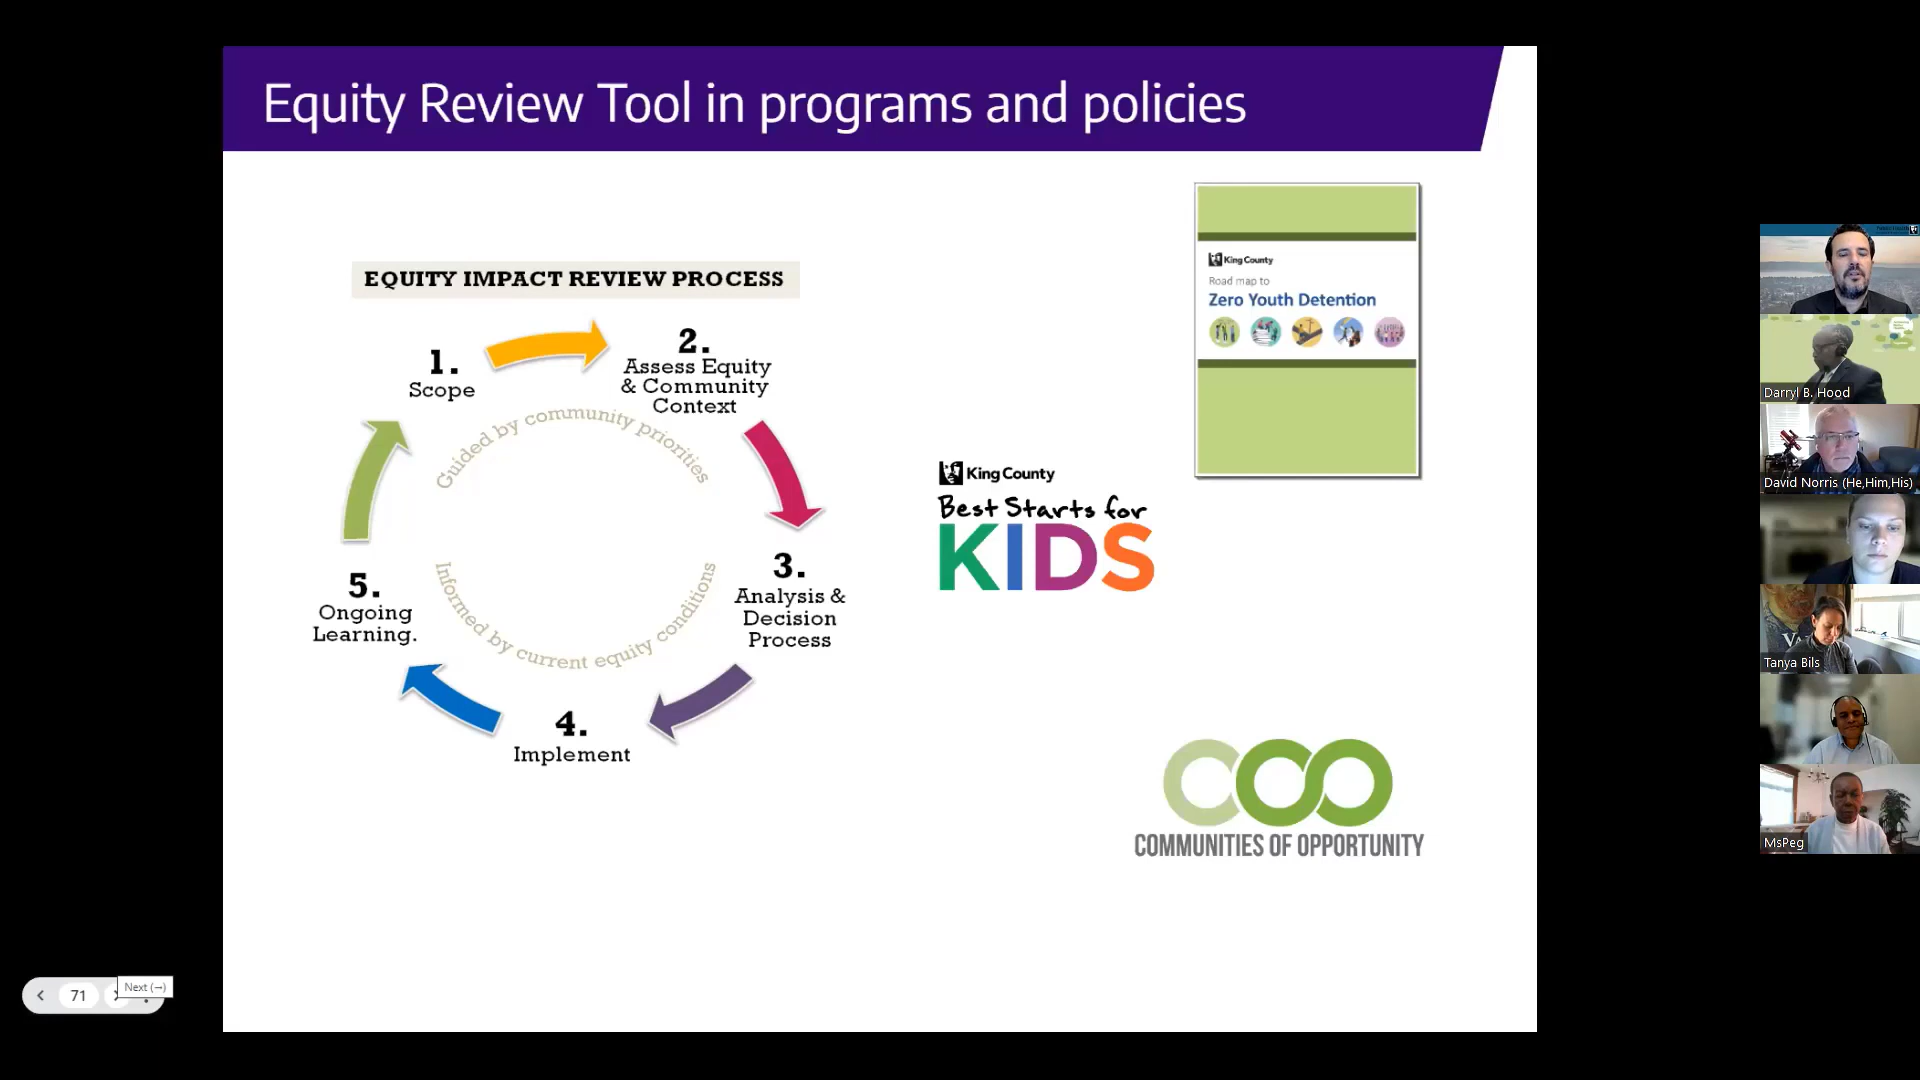 Equity Review Tool in programs and policies
EQUITY IMPACT REVIEW PROCESS
1.
Scope
2.
Assess Equity
& Community
Context
Guided by community priorities
3.
Analysis &
Decision
Process
Informed by current equity conditions
4.
Implement
5.
Ongoing
Learning.
King County
Road map to
Zero Youth Detention
King County
Best Starts for
KIDS
COO
COMMUNITIES OF OPPORTUNITY
Darryl B. Hood
David Norris (He,Him,His)
Tanya Bils
MsPeg
71
Next (→)